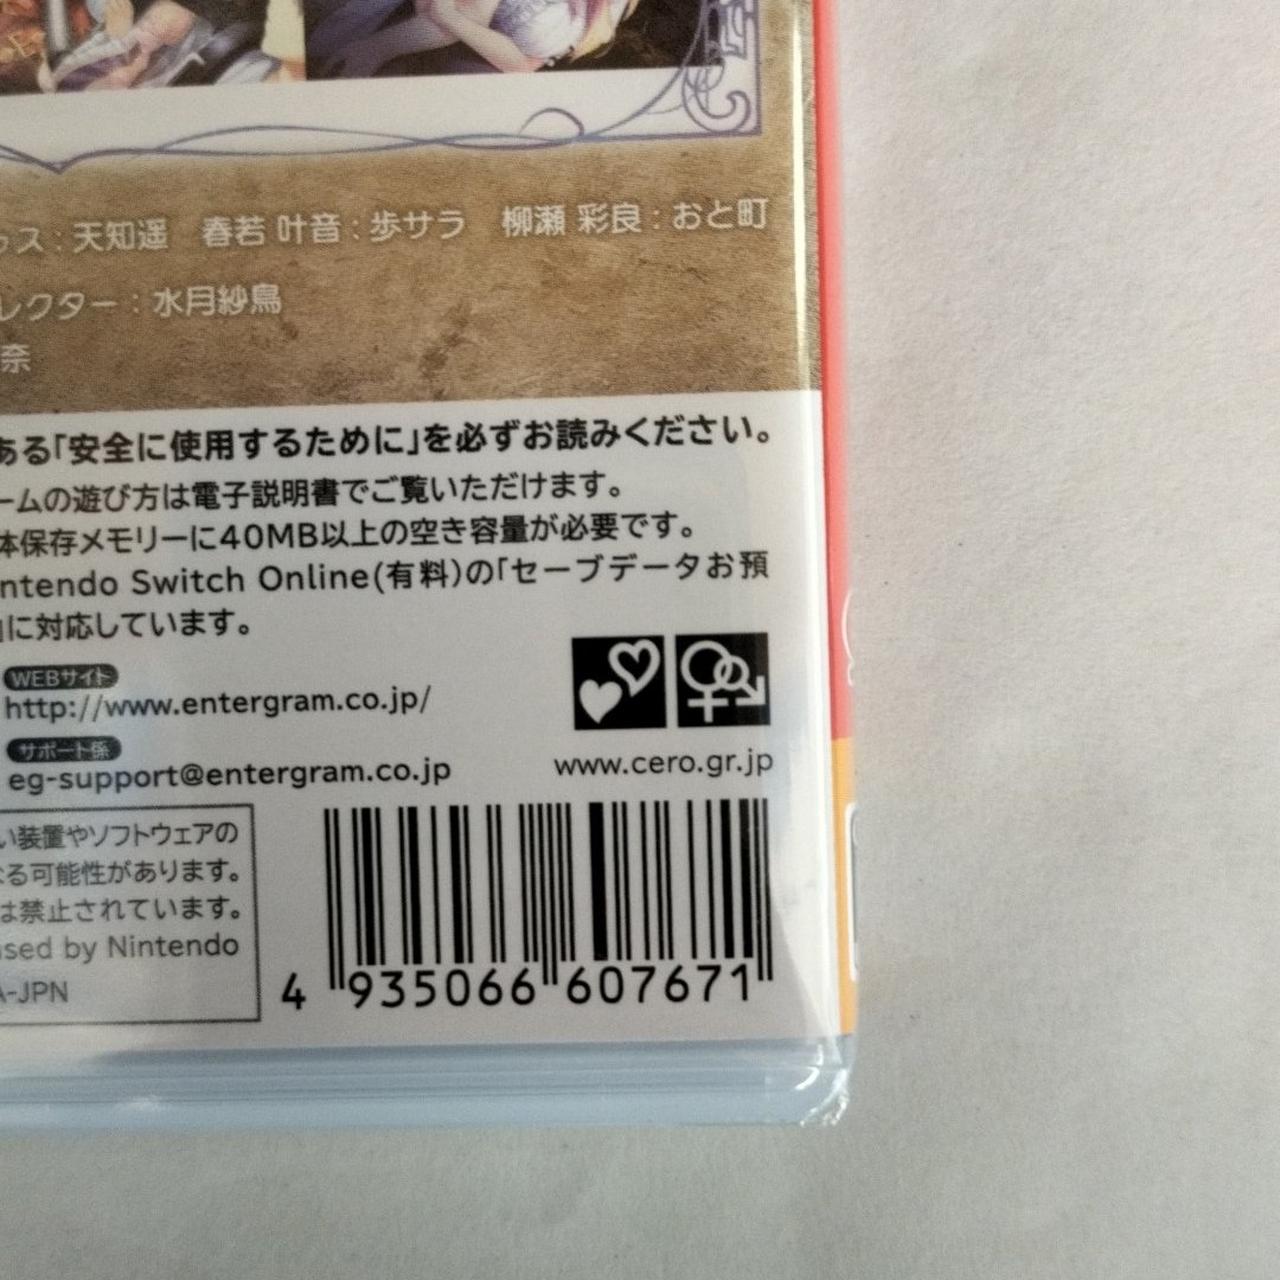 ゥス：天知遥　春若 叶音：歩サラ　柳瀬 彩良：おと町
レクター：水月紗鳥
奈
ある「安全に使用するために」を必ずお読みください。
ームの遊び方は電子説明書でご覧いただけます。
体保存メモリーに40MB以上の空き容量が必要です。
ntendo Switch Online(有料)の「セーブデータお預
」に対応しています。
WEBサイト
http://www.entergram.co.jp/
サポート係
eg-support@entergram.co.jp
www.cero.gr.jp
い装置やソフトウェアの
なる可能性があります。
は禁止されています。
nsed by Nintendo
A-JPN
4 935066 607671